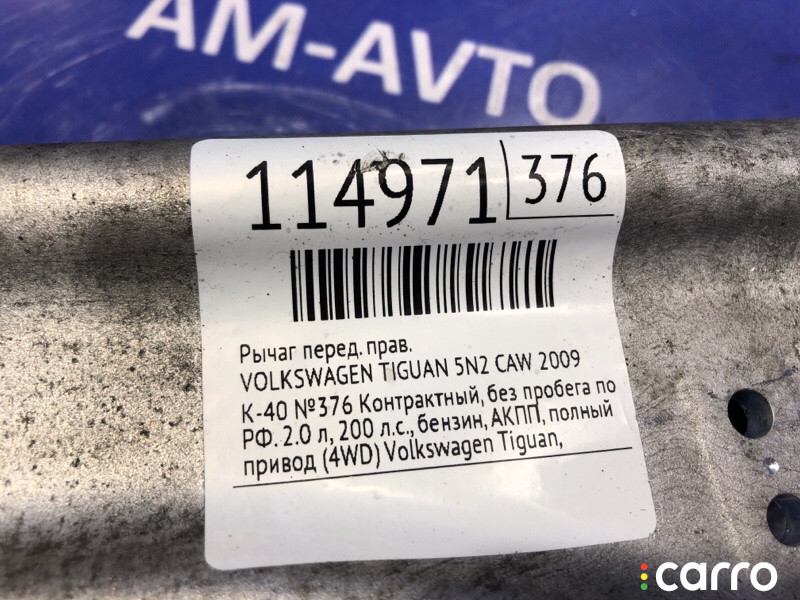 AM-AVTO
114971 376
Рычаг перед. прав.
VOLKSWAGEN TIGUAN 5N2 CAW 2009
К-40 №376 Контрактный, без пробега по
РФ. 2.0 л, 200 л.с., бензин, АКПП, полный
привод (4WD) Volkswagen Tiguan,
carro